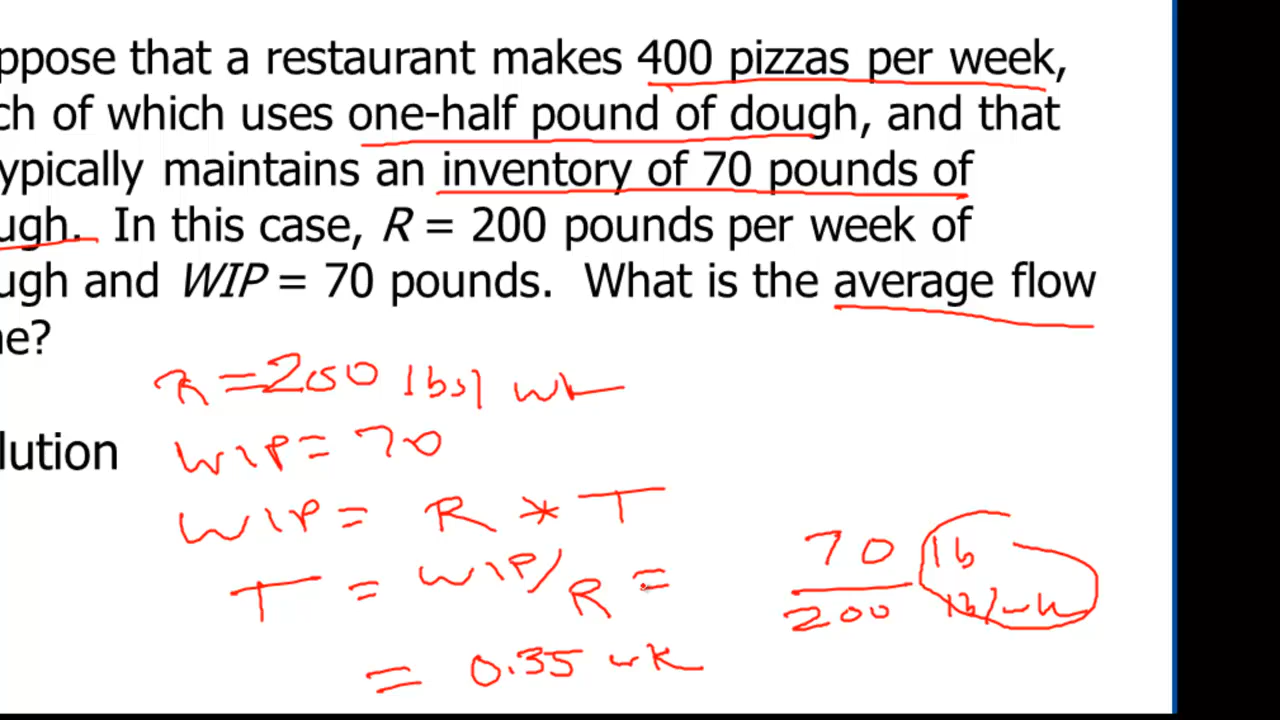 ppose that a restaurant makes 400 pizzas per week,
ch of which uses one-half pound of dough, and that
ypically maintains an inventory of 70 pounds of
ugh. In this case, R = 200 pounds per week of
ugh and WIP = 70 pounds. What is the average flow
ne?
R = 200 lbs/ wk
lution
WIP = 70
WIP = R * T
T = WIP/R =
70 lb
200 lb/wk
= 0.35 wk